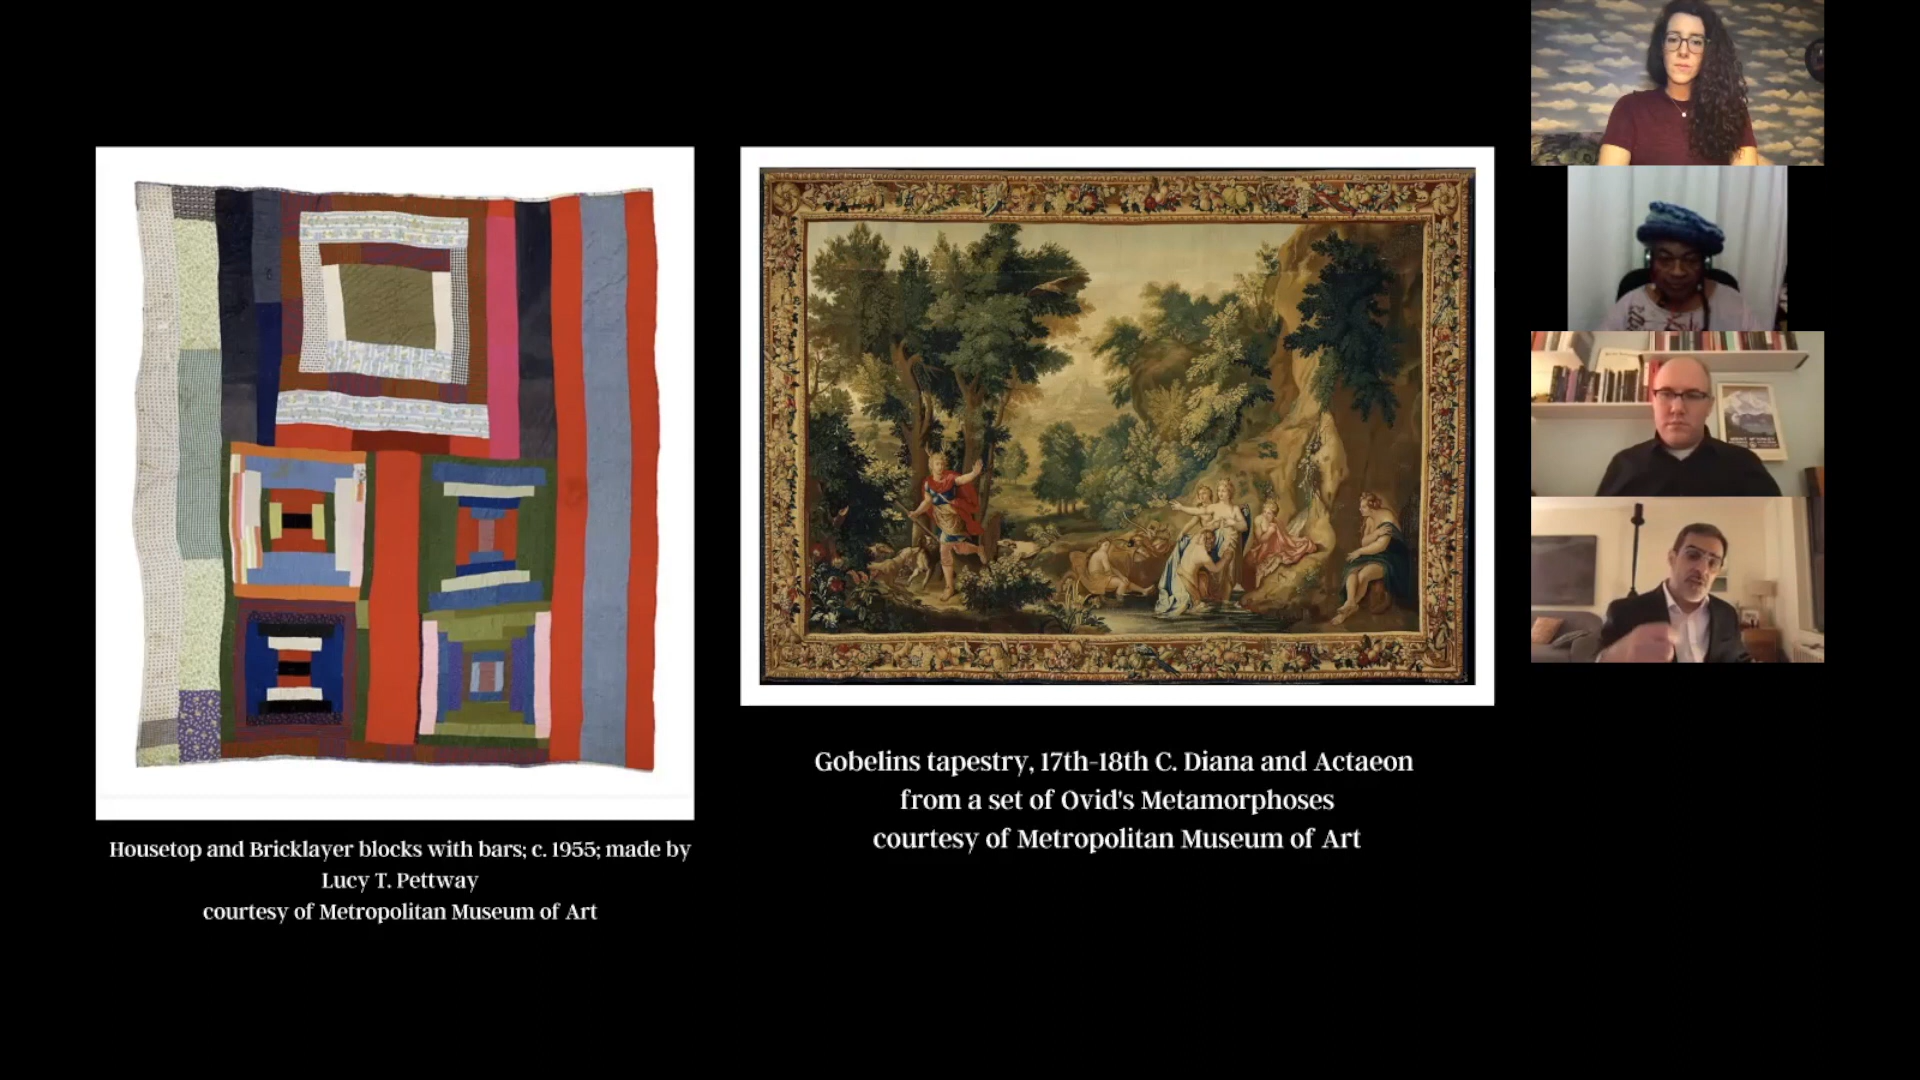 Housetop and Bricklayer blocks with bars; c. 1955; made by
Lucy T. Pettway
courtesy of Metropolitan Museum of Art
Gobelins tapestry, 17th-18th C. Diana and Actaeon
from a set of Ovid's Metamorphoses
courtesy of Metropolitan Museum of Art